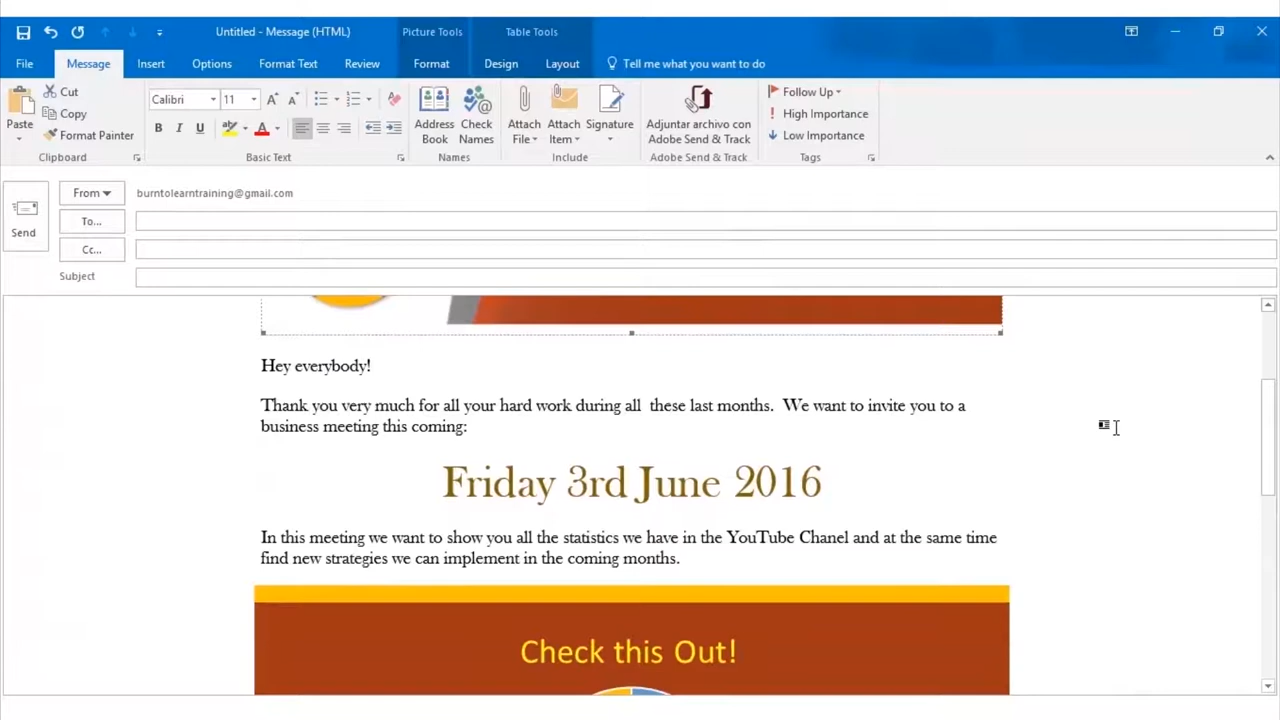 Untitled - Message (HTML)
Picture Tools
Table Tools
File
Message
Insert
Options
Format Text
Review
Format
Design
Layout
Tell me what you want to do
Paste
Cut
Copy
Format Painter
Clipboard
Calibri
11
B I U
A
Basic Text
Address Book
Check Names
Names
Attach File
Attach Item
Signature
Include
Adjuntar archivo con
Adobe Send & Track
Adobe Send & Track
Follow Up
High Importance
Low Importance
Tags
Send
From
burntolearntraining@gmail.com
To...
Cc...
Subject
Hey everybody!
Thank you very much for all your hard work during all  these last months.  We want to invite you to a
business meeting this coming:
Friday 3rd June 2016
In this meeting we want to show you all the statistics we have in the YouTube Chanel and at the same time
find new strategies we can implement in the coming months.
Check this Out!